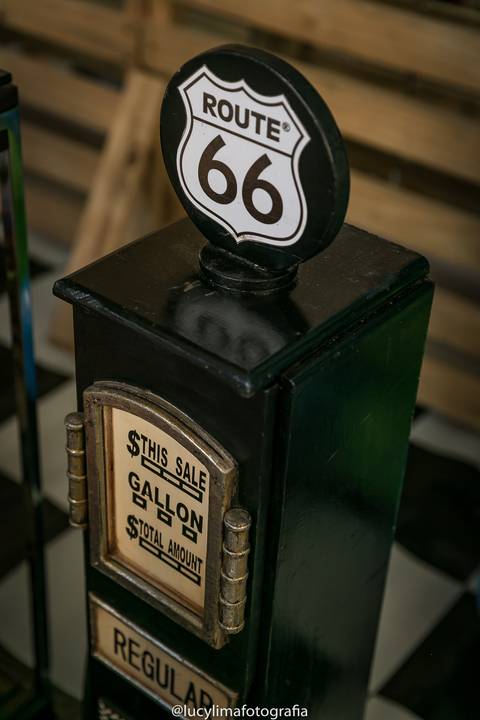 ROUTE®
66
$THIS SALE
GALLON
$TOTAL AMOUNT
REGULAR
@lucylimafotografia